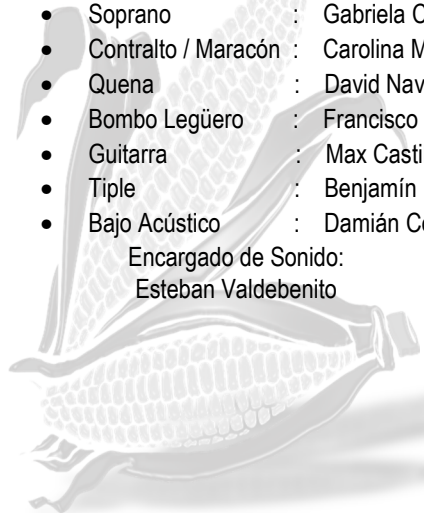 • Soprano : Gabriela
• Contralto / Maracón : Carolina
• Quena : David
• Bombo Legüero : Francisco
• Guitarra : Max
• Tiple : Benjamín
• Bajo Acústico : Damián
Encargado de Sonido:
Esteban Valdebenito